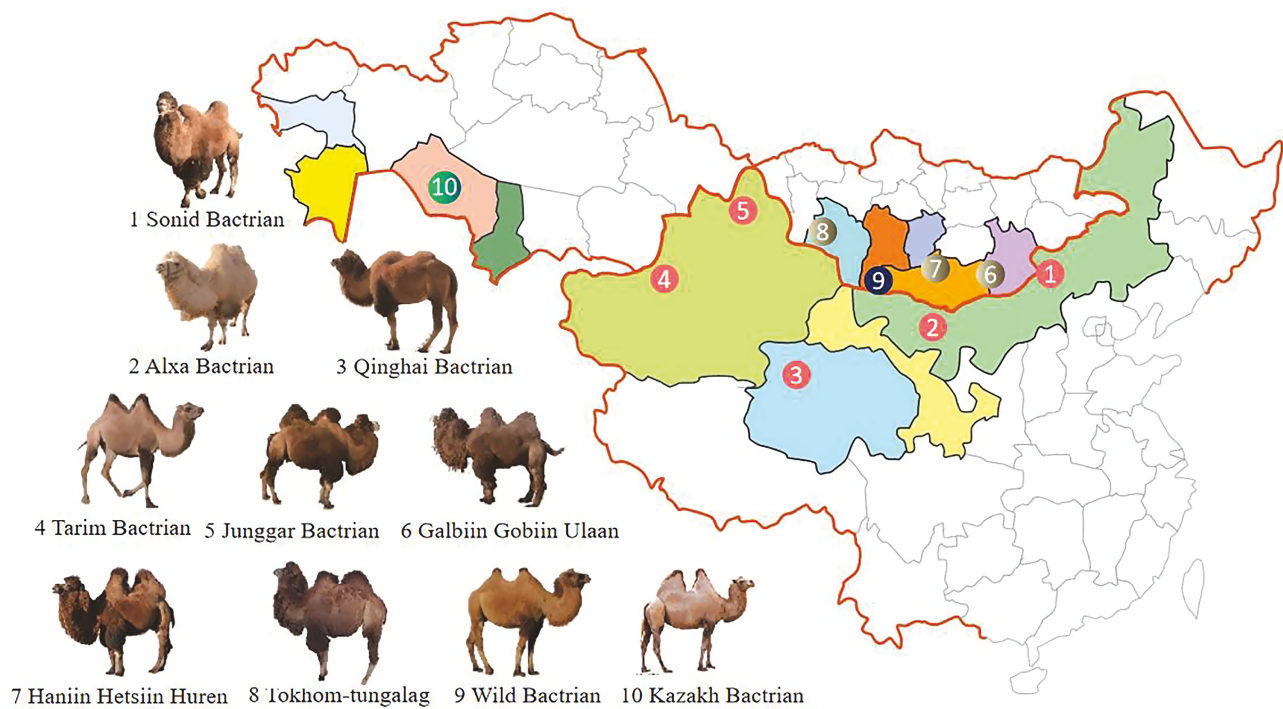 1 Sonid Bactrian
2 Alxa Bactrian
3 Qinghai Bactrian
4 Tarim Bactrian
5 Junggar Bactrian
6 Galbiin Gobiin Ulaan
7 Haniin Hetsiin Huren
8 Tokhom-tungalag
9 Wild Bactrian
10 Kazakh Bactrian
10
5
8
4
9
7
6
1
2
3